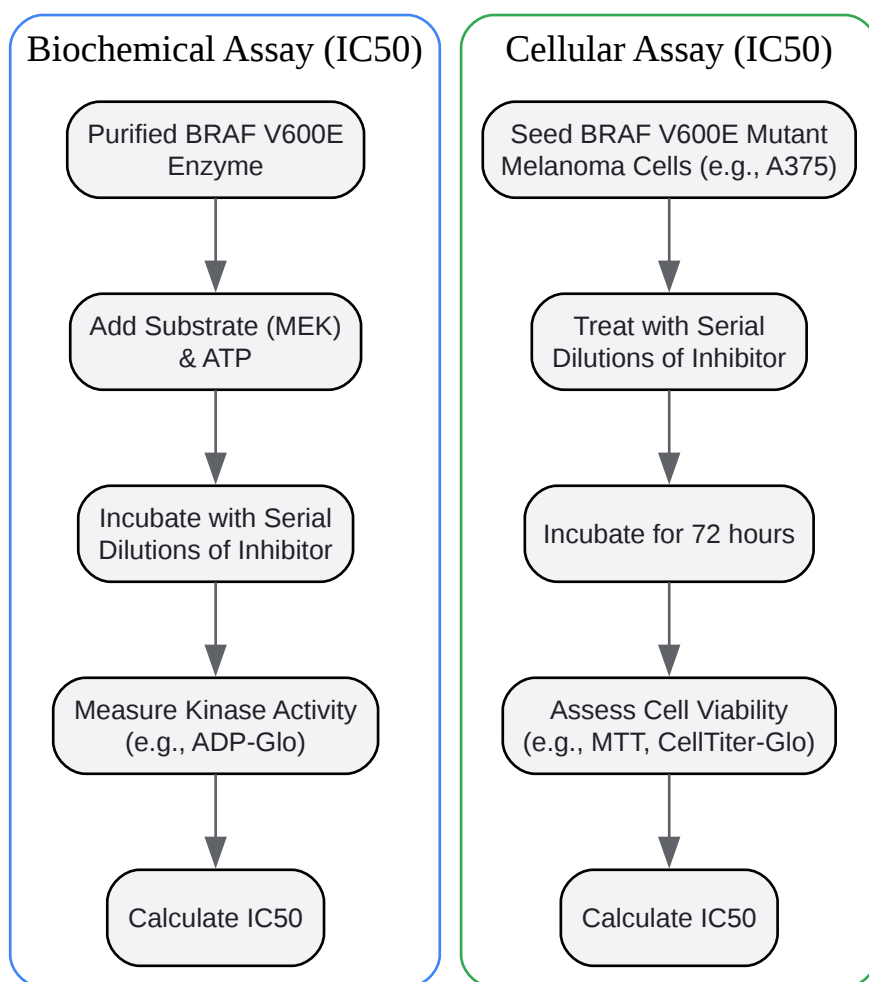 Biochemical Assay (IC50)
Purified BRAF V600E
Enzyme
Add Substrate (MEK)
& ATP
Incubate with Serial
Dilutions of Inhibitor
Measure Kinase Activity
(e.g., ADP-Glo)
Calculate IC50
Cellular Assay (IC50)
Seed BRAF V600E Mutant
Melanoma Cells (e.g., A375)
Treat with Serial
Dilutions of Inhibitor
Incubate for 72 hours
Assess Cell Viability
(e.g., MTT, CellTiter-Glo)
Calculate IC50